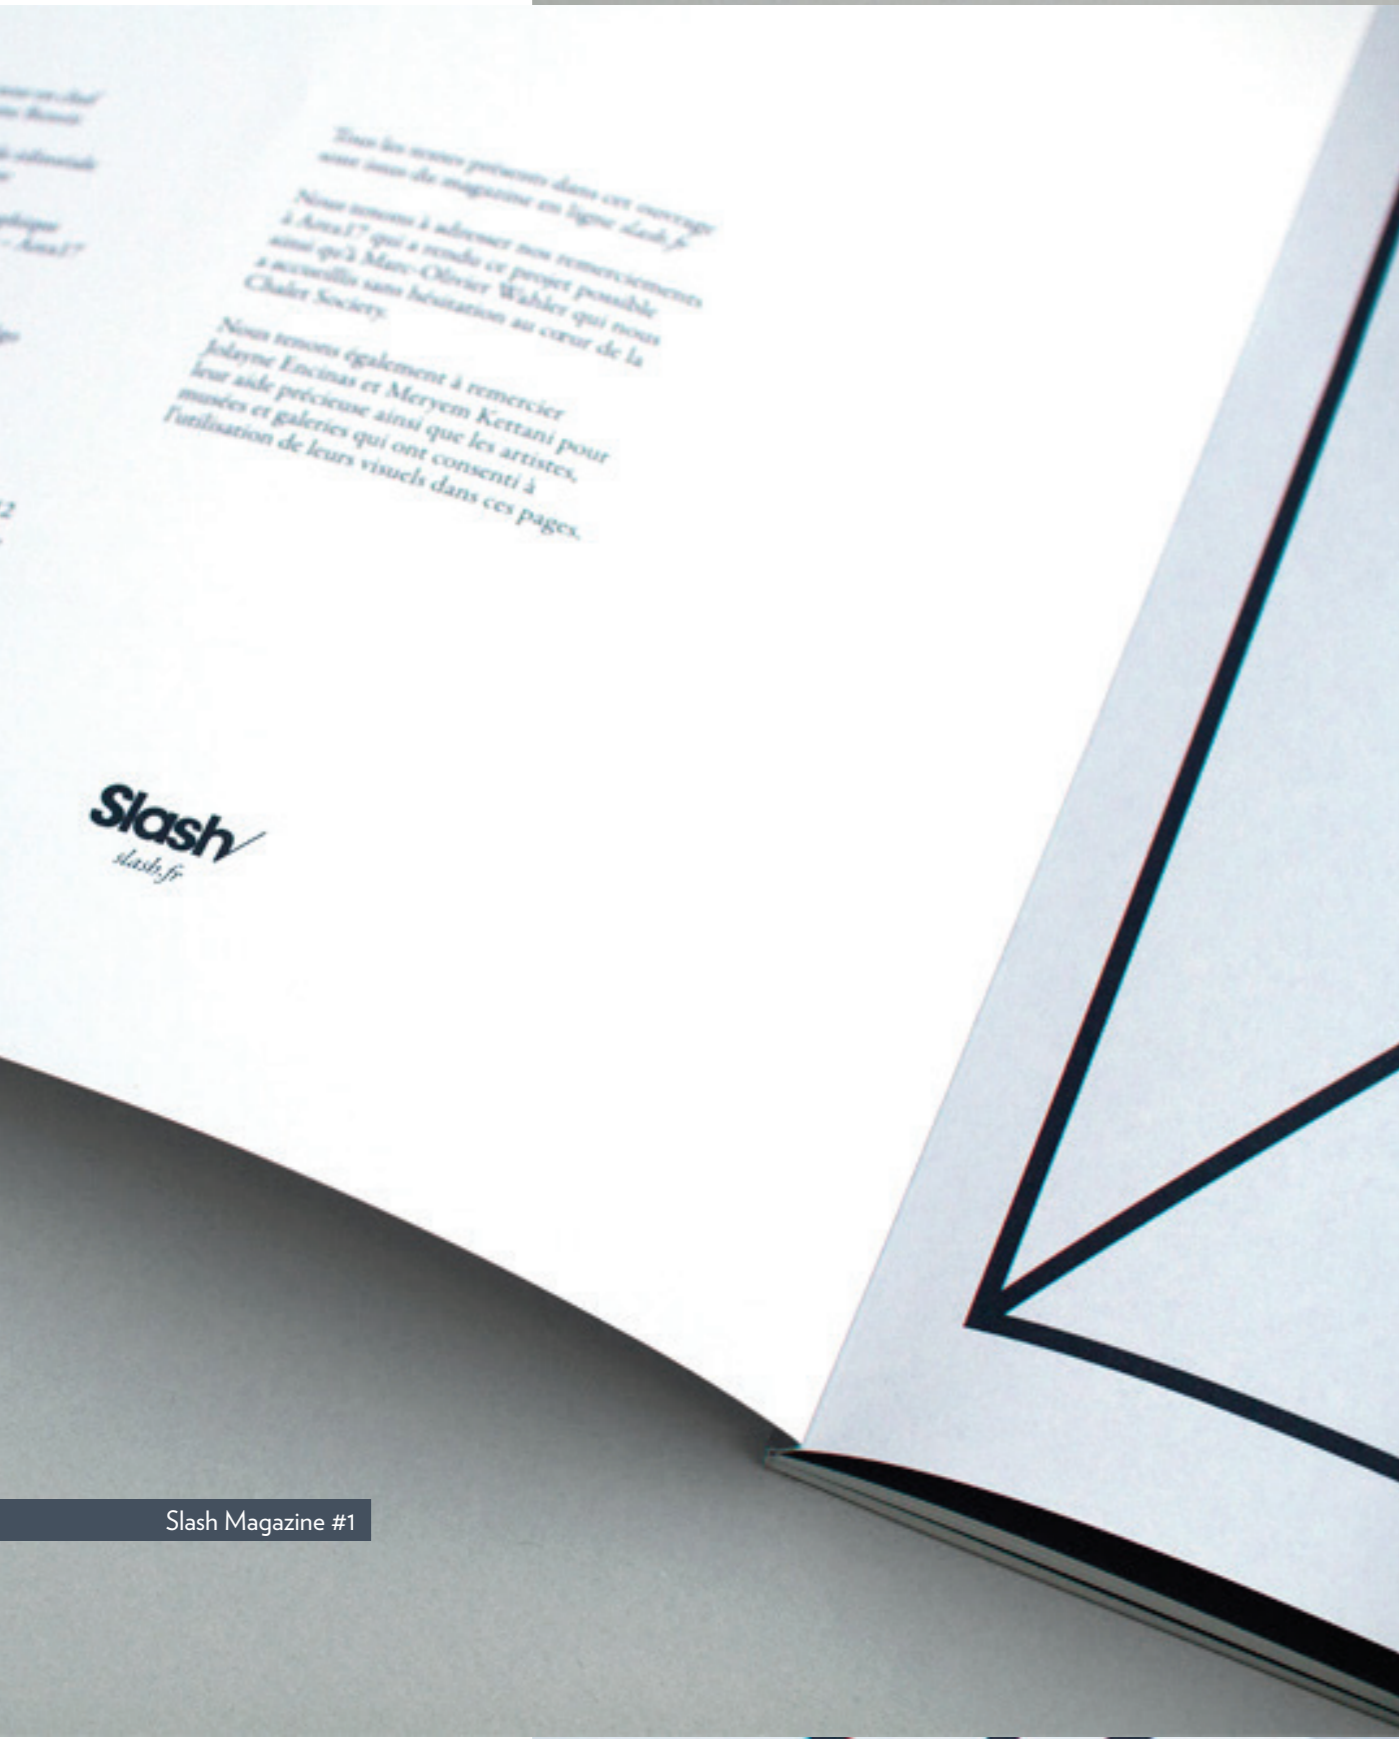 en chef
éditoriale
– Area17
Tous les textes présents dans cet ouvrage
sont issus du magazine en ligne slash.fr
Nous tenons à adresser nos remerciements
à Area17 qui a rendu ce projet possible
ainsi qu'à Marc-Olivier Wahler qui nous
a accueillis sans hésitation au cœur de la
Chalet Society.
Nous tenons également à remercier
Jolayne Encinas et Meryem Kettani pour
leur aide précieuse ainsi que les artistes,
musées et galeries qui ont consenti à
l'utilisation de leurs visuels dans ces pages.
Slash/
slash.fr
Slash Magazine #1